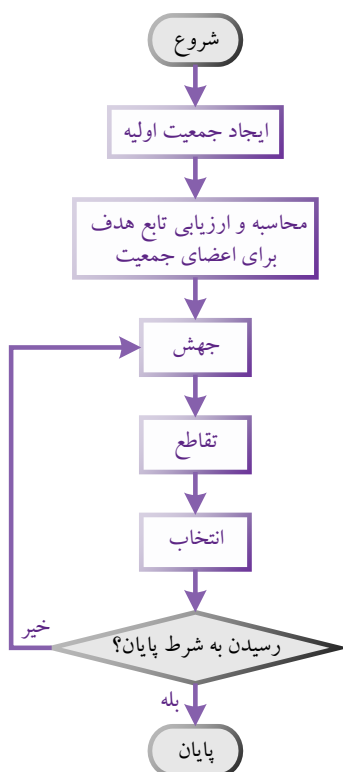 شروع
ایجاد جمعیت اولیه
محاسبه و ارزیابی تابع هدف
برای اعضای جمعیت
جهش
تقاطع
انتخاب
رسیدن به شرط پایان؟
خیر
بله
پایان